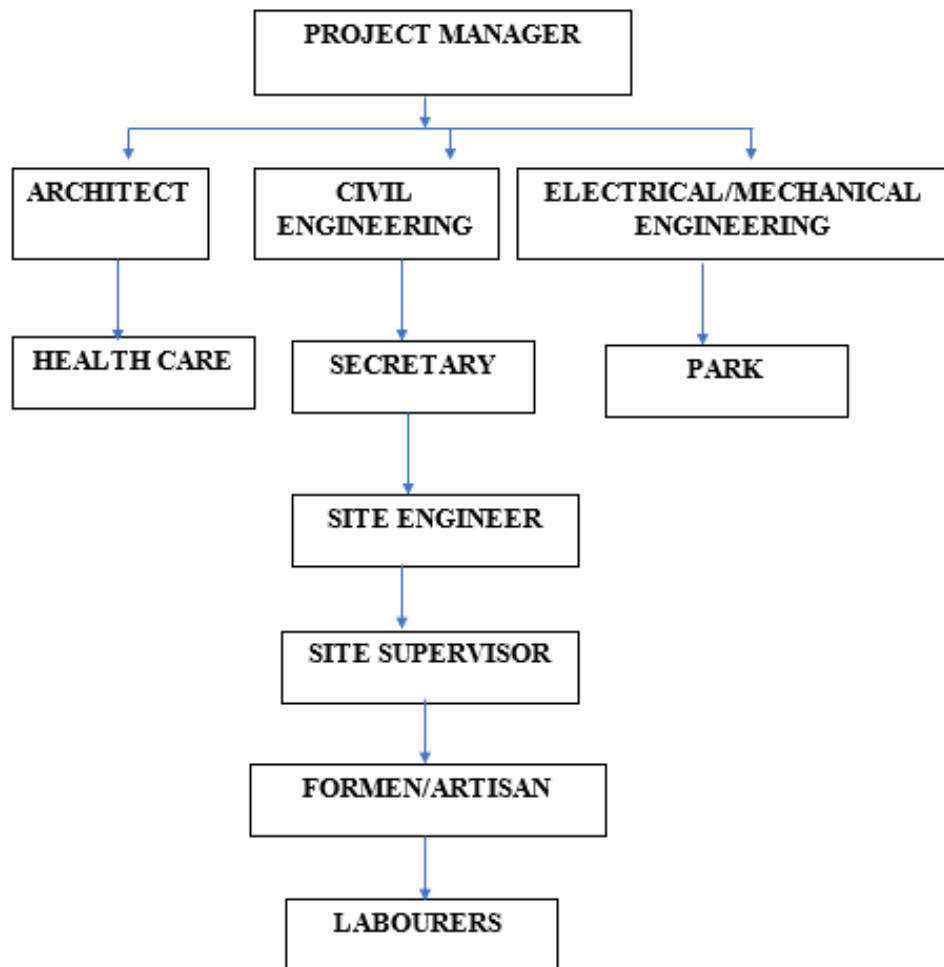 PROJECT MANAGER
ARCHITECT
CIVIL
ENGINEERING
ELECTRICAL/MECHANICAL
ENGINEERING
HEALTH CARE
SECRETARY
PARK
SITE ENGINEER
SITE SUPERVISOR
FORMEN/ARTISAN
LABOURERS